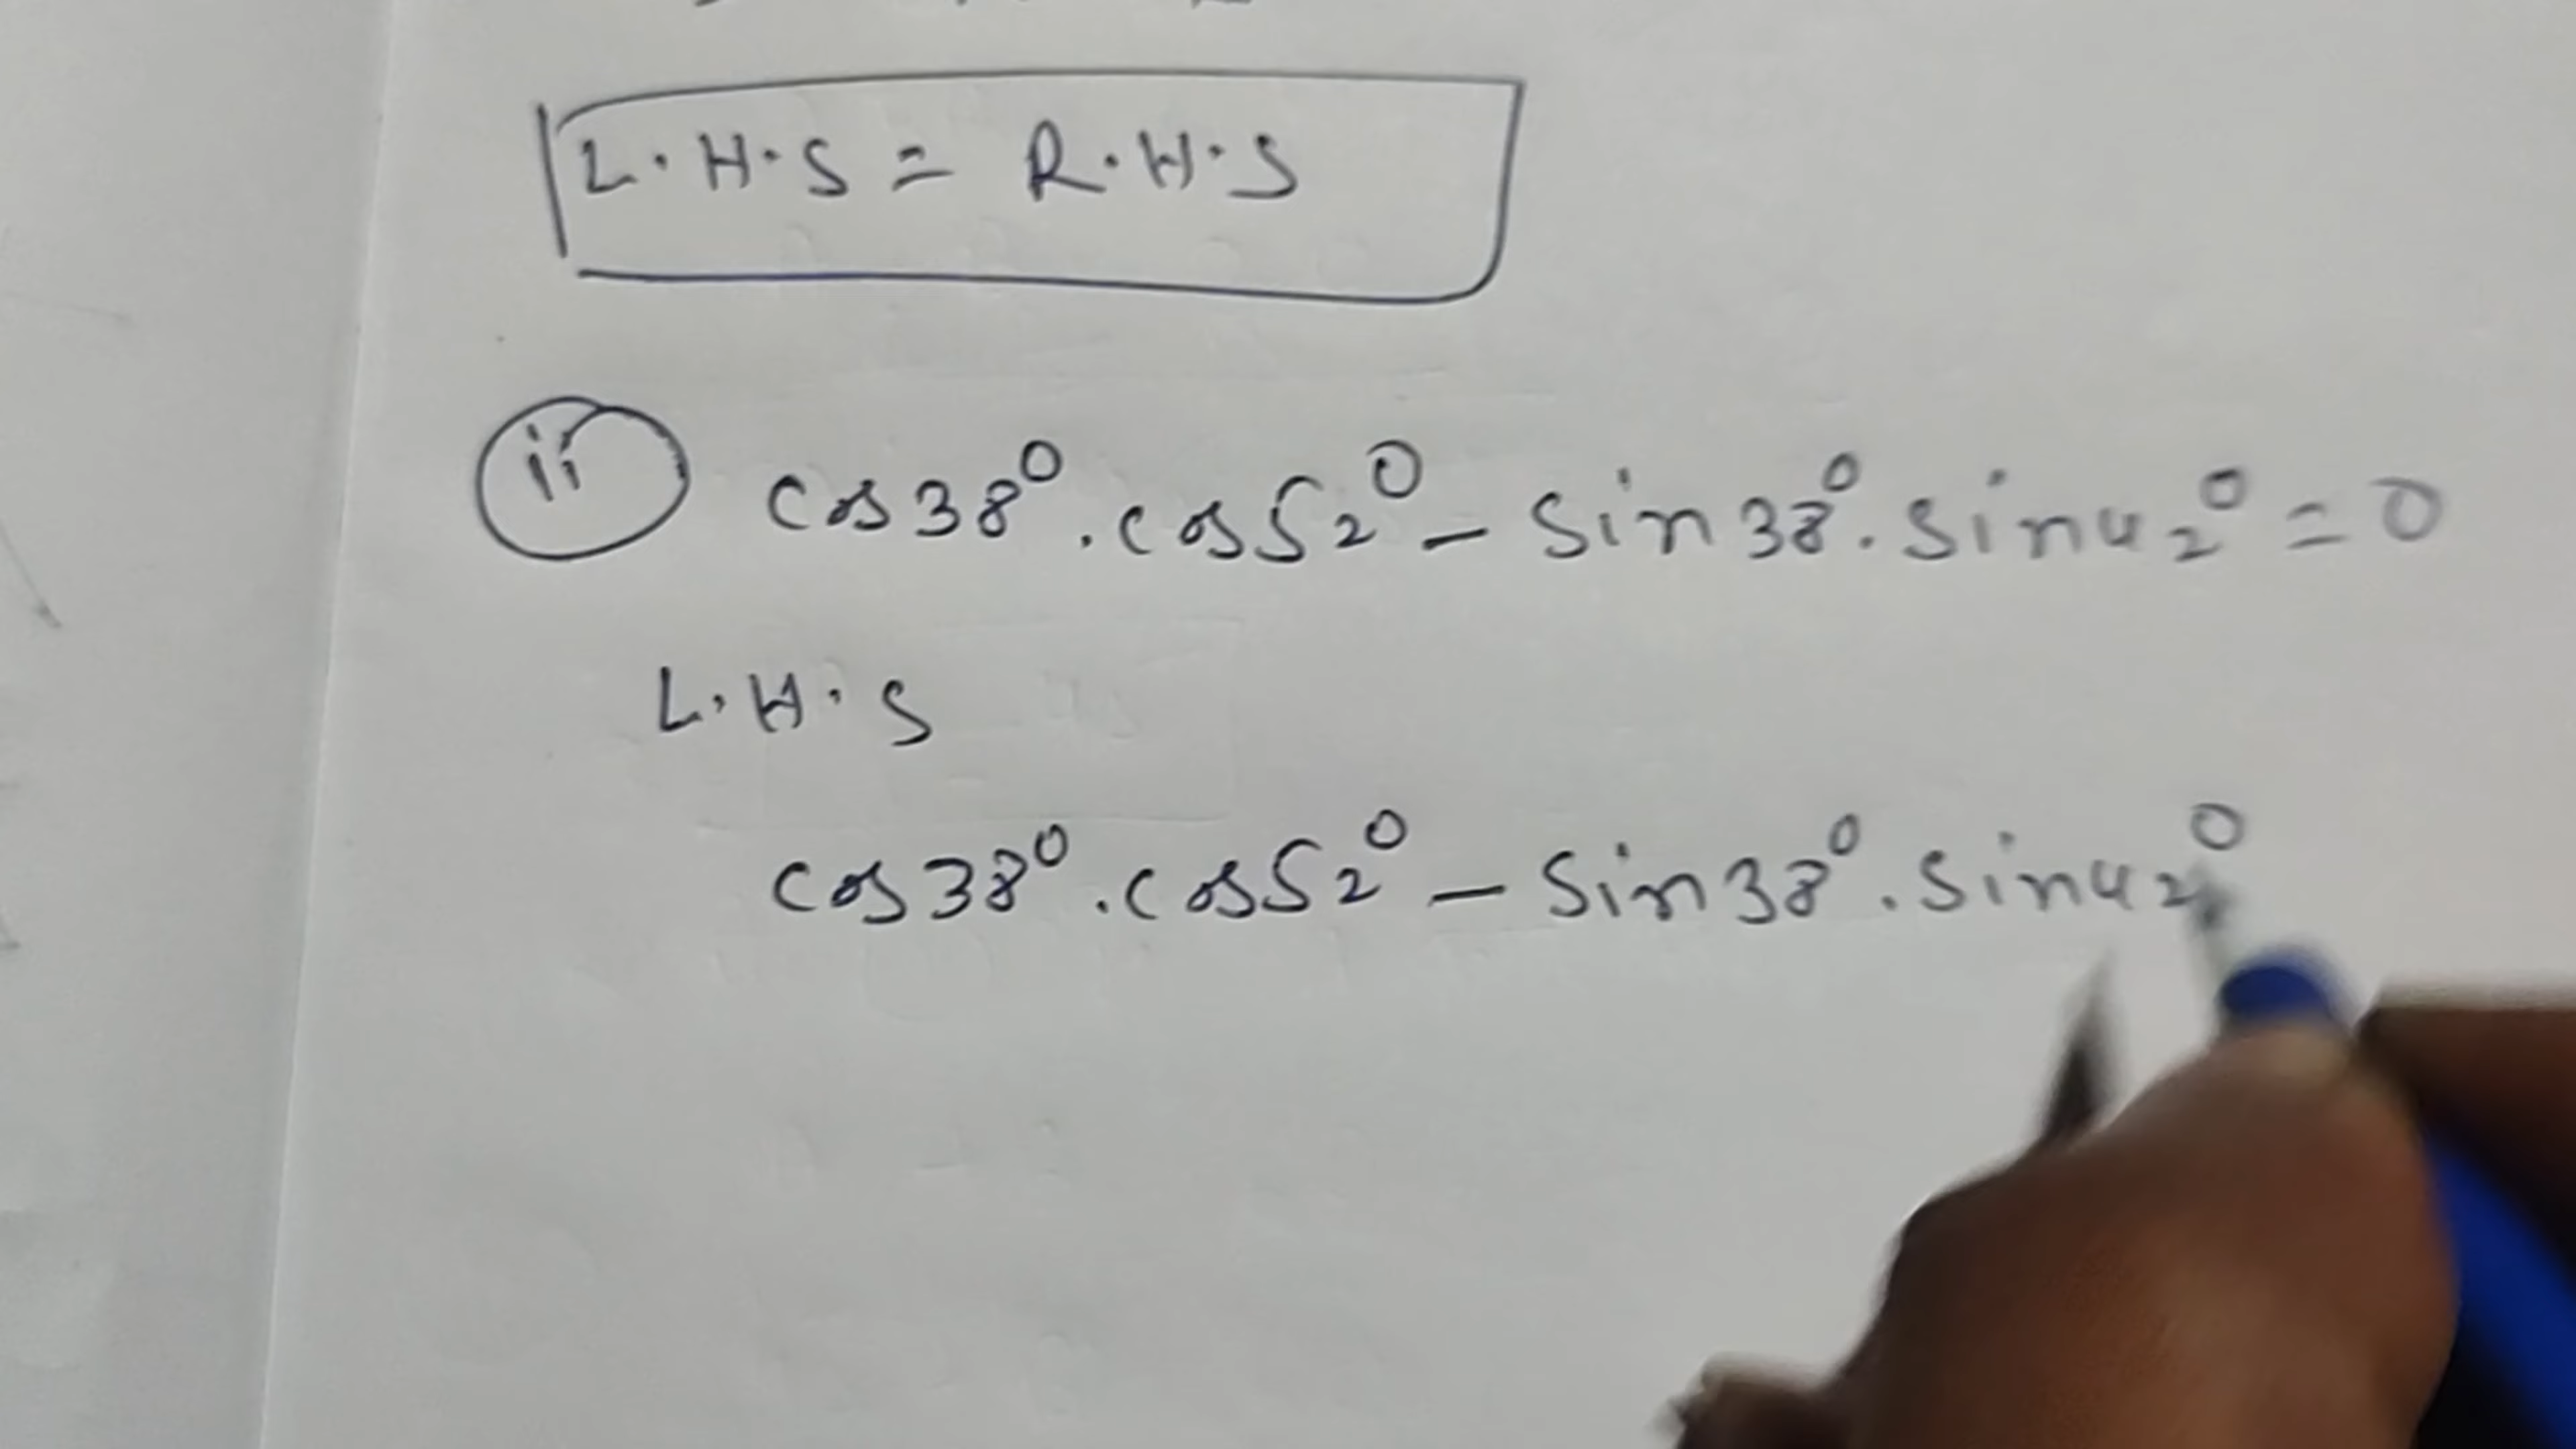 L.H.S = R.H.S
ii cos38°.cos52° - Sin38°.Sin42° = 0
L.H.S
cos38°.cos52° - Sin38°.Sin42°